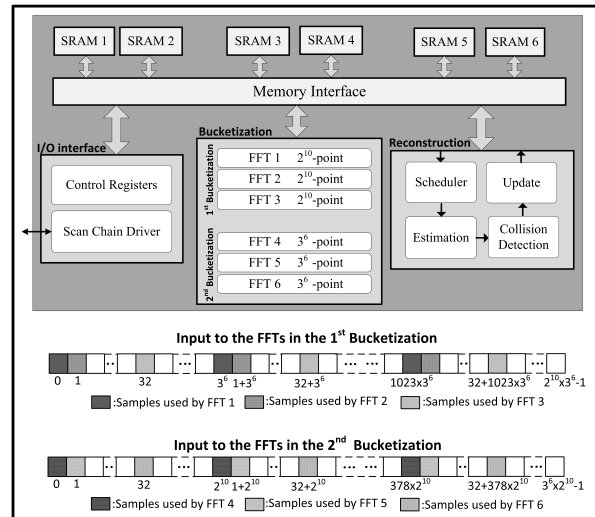 SRAM 1 SRAM 2 SRAM 3 SRAM 4 SRAM 5 SRAM 6
Memory Interface
I/O interface
Control Registers
Scan Chain Driver
Bucketization
1st Bucketization
FFT 1 2^10-point
FFT 2 2^10-point
FFT 3 2^10-point
2nd Bucketization
FFT 4 3^6 -point
FFT 5 3^6 -point
FFT 6 3^6 -point
Reconstruction
Scheduler
Update
Estimation
Collision
Detection
Input to the FFTs in the 1st Bucketization
0 1 32 3^6 1+3^6 32+3^6 1023x3^6 32+1023x3^6 2^10x3^6-1
:Samples used by FFT 1 :Samples used by FFT 2 :Samples used by FFT 3
Input to the FFTs in the 2nd Bucketization
0 1 32 2^10 1+2^10 32+2^10 378x2^10 32+378x2^10 3^6x2^10-1
:Samples used by FFT 4 :Samples used by FFT 5 :Samples used by FFT 6